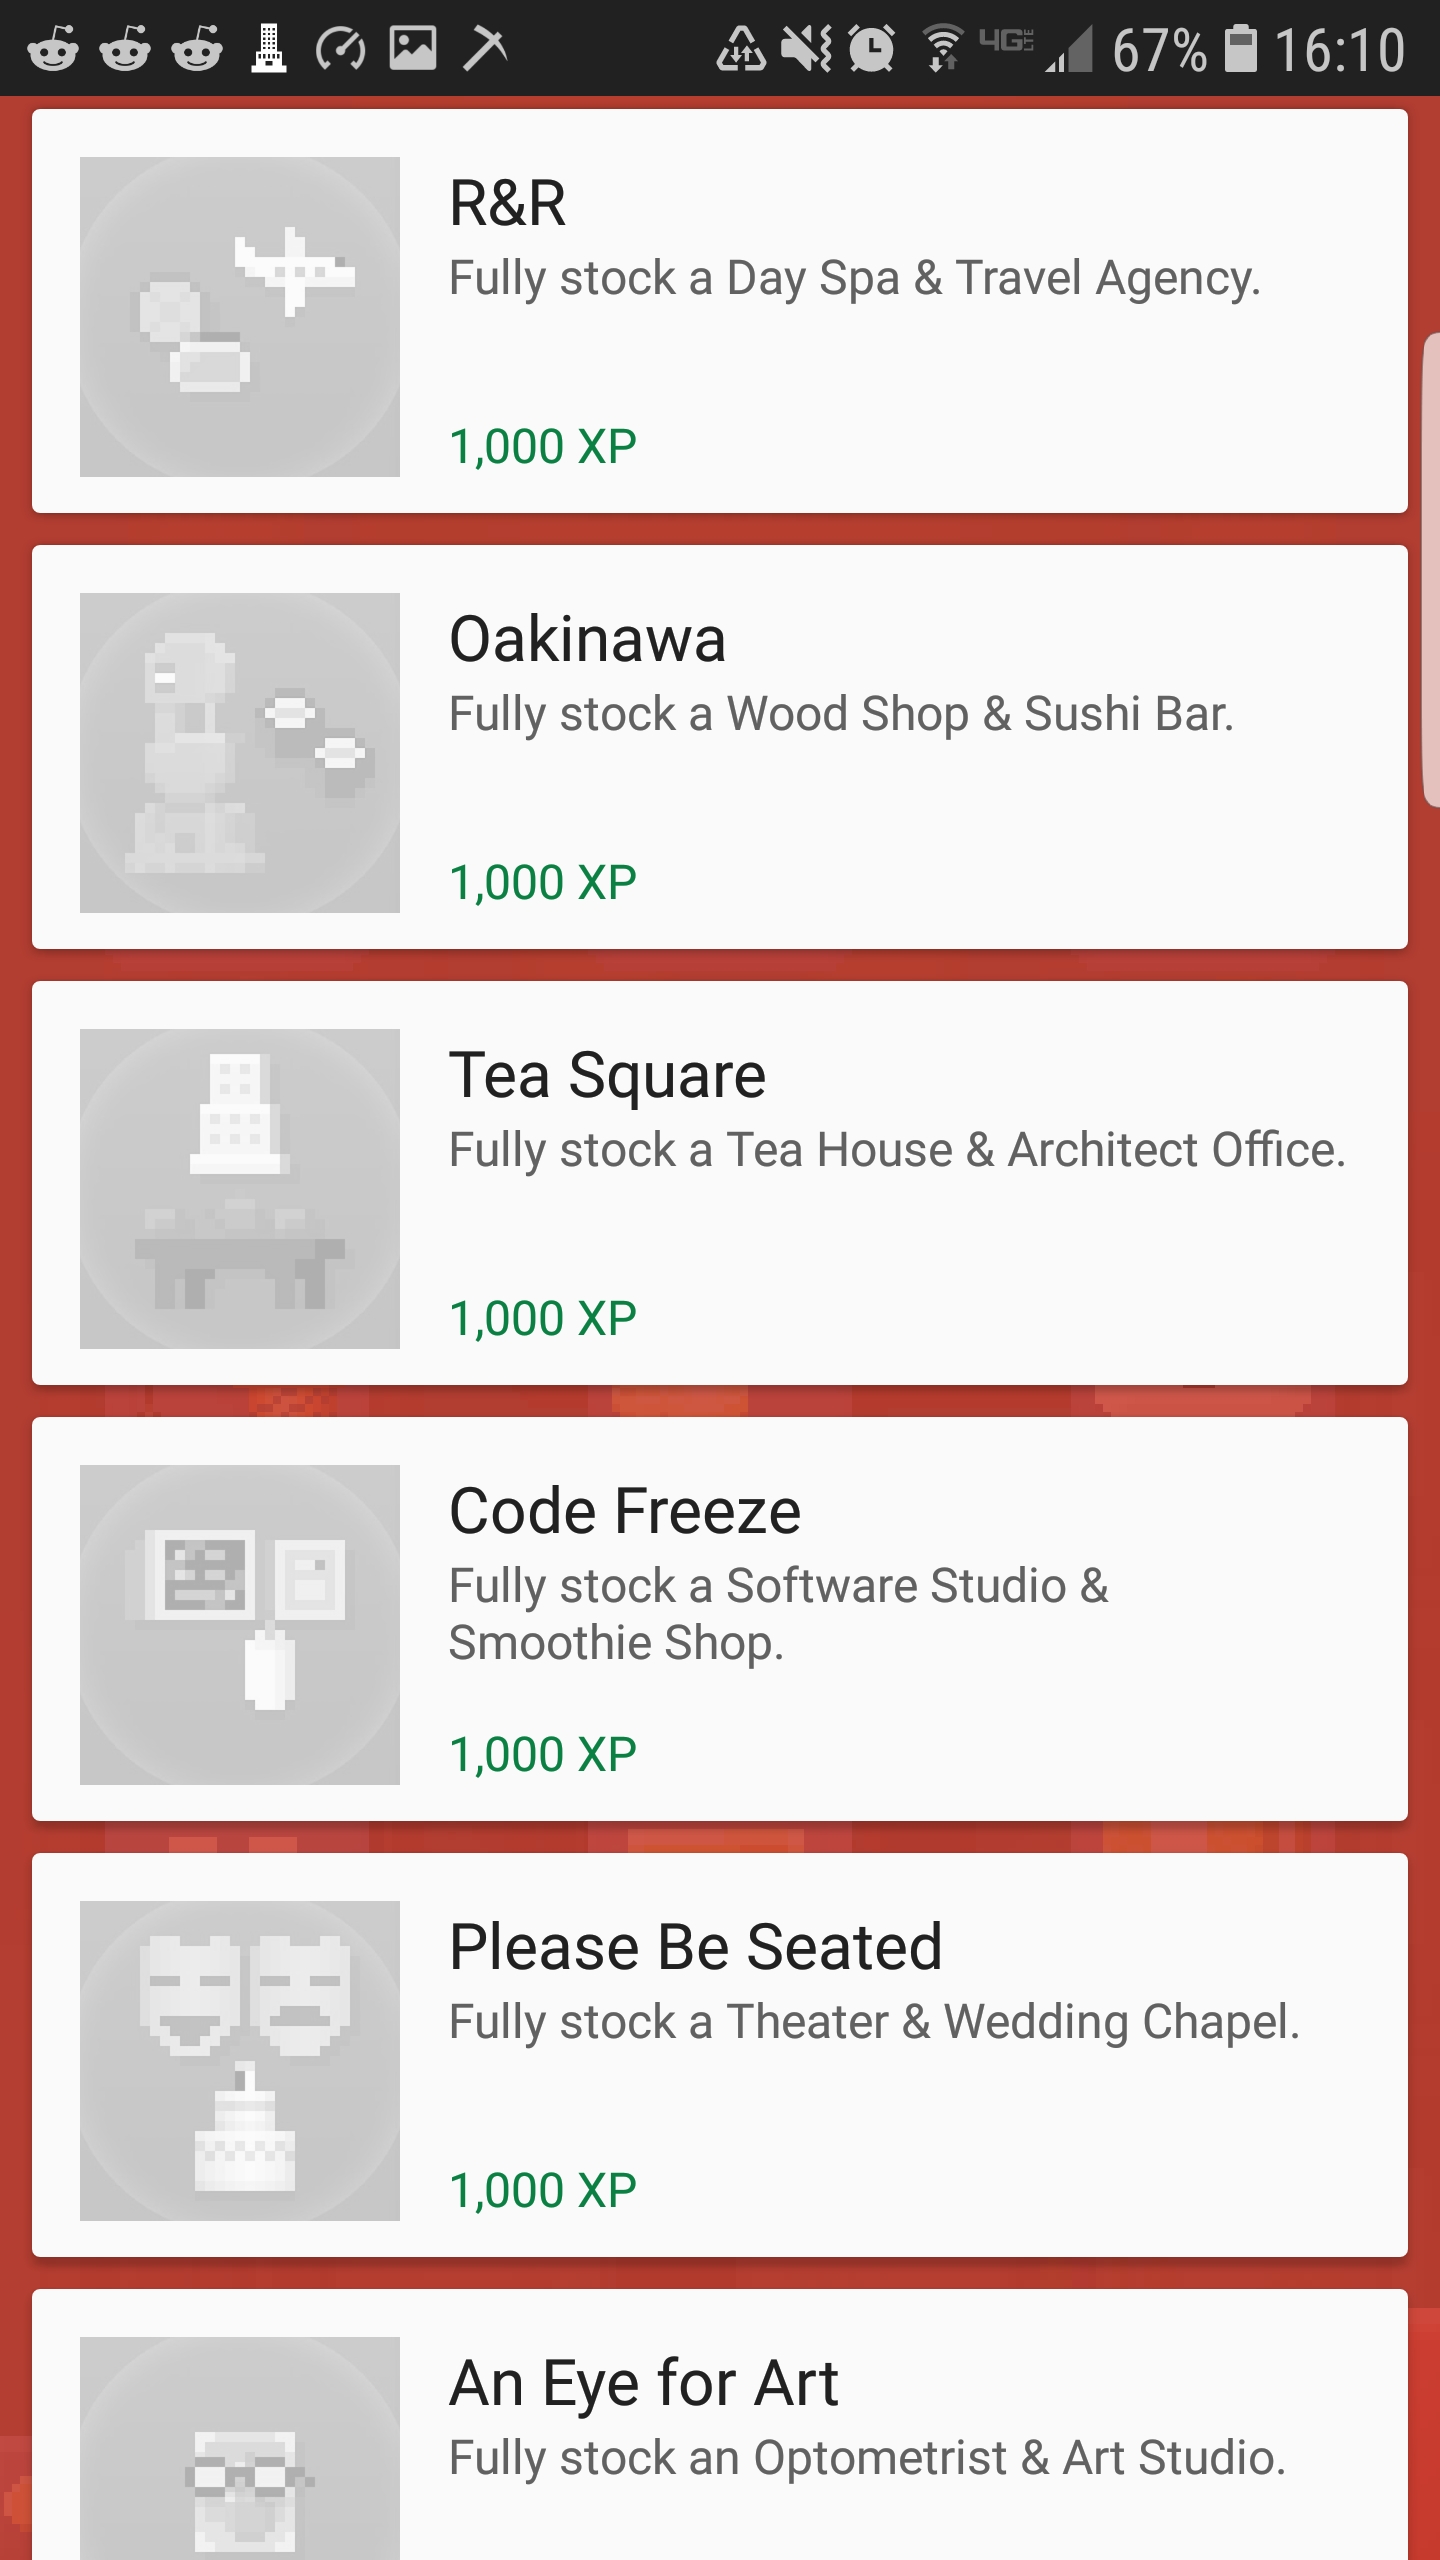 4G LTE 67% 16:10
R&R
Fully stock a Day Spa & Travel Agency.
1,000 XP
Oakinawa
Fully stock a Wood Shop & Sushi Bar.
1,000 XP
Tea Square
Fully stock a Tea House & Architect Office.
1,000 XP
Code Freeze
Fully stock a Software Studio &
Smoothie Shop.
1,000 XP
Please Be Seated
Fully stock a Theater & Wedding Chapel.
1,000 XP
An Eye for Art
Fully stock an Optometrist & Art Studio.